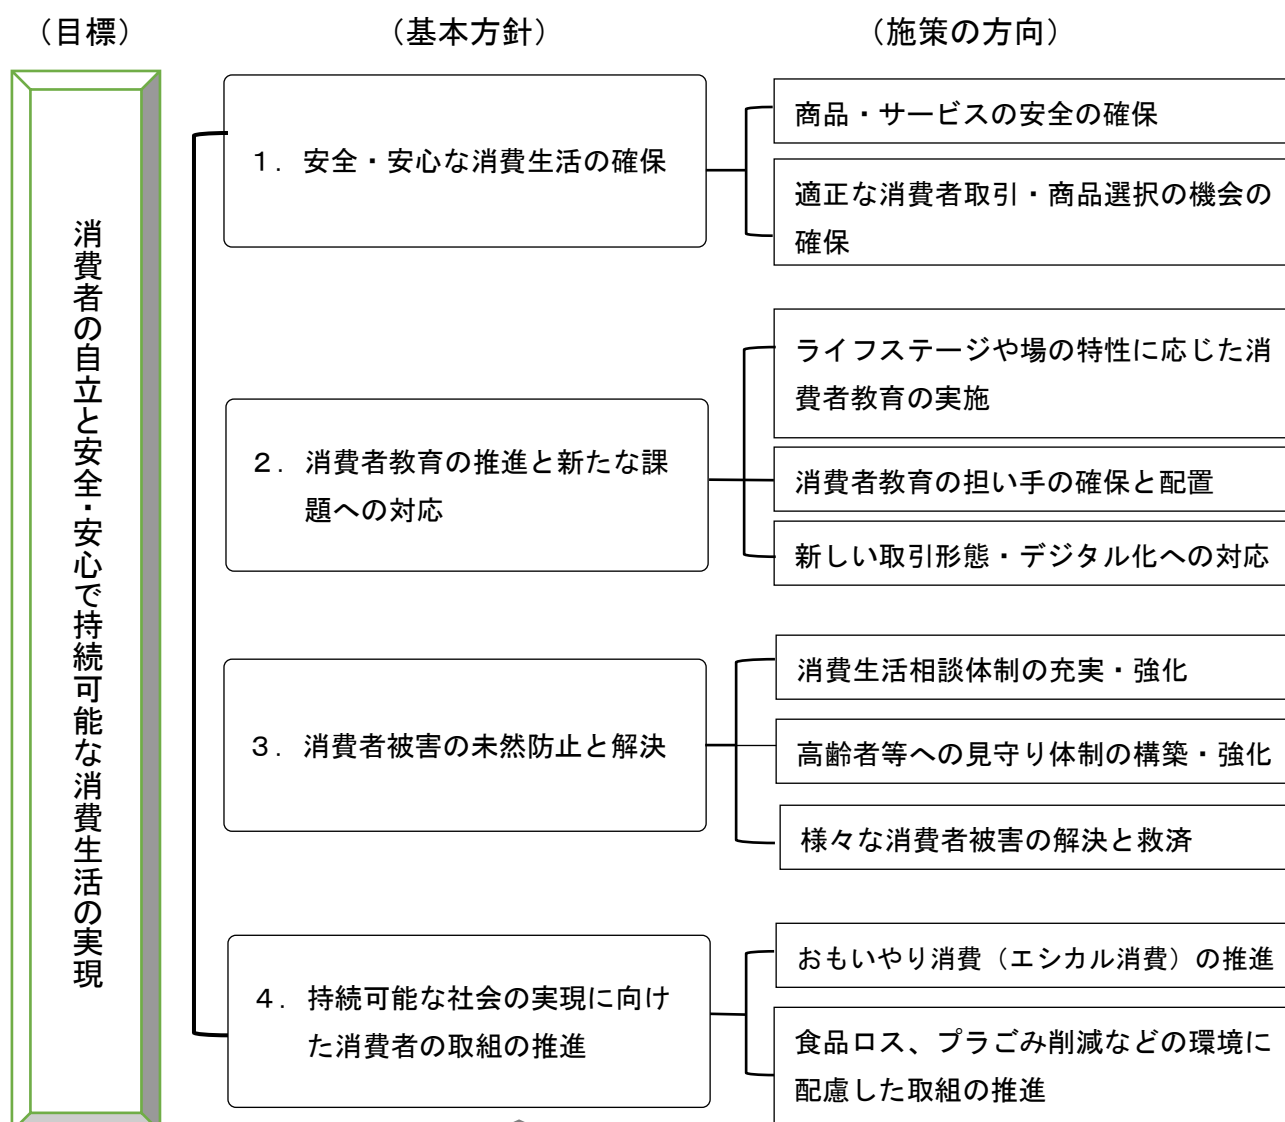 （目標）
（基本方針）
（施策の方向）
消費者の自立と安全・安心で持続可能な消費生活の実現
１．安全・安心な消費生活の確保
商品・サービスの安全の確保
適正な消費者取引・商品選択の機会の
確保
２．消費者教育の推進と新たな課
題への対応
ライフステージや場の特性に応じた消
費者教育の実施
消費者教育の担い手の確保と配置
新しい取引形態・デジタル化への対応
３．消費者被害の未然防止と解決
消費生活相談体制の充実・強化
高齢者等への見守り体制の構築・強化
様々な消費者被害の解決と救済
４．持続可能な社会の実現に向け
た消費者の取組の推進
おもいやり消費（エシカル消費）の推進
食品ロス、プラごみ削減などの環境に
配慮した取組の推進